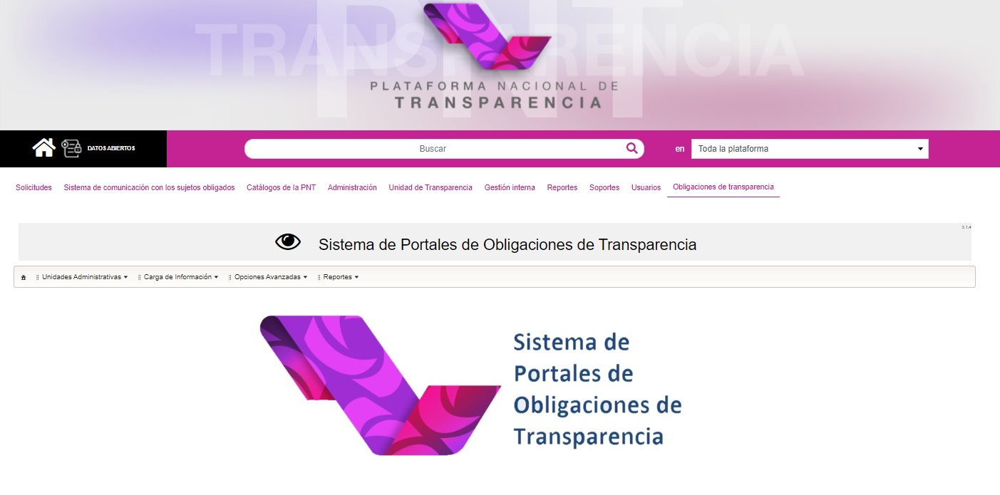 PNT
TRANSPARENCIA
PLATAFORMA NACIONAL DE
TRANSPARENCIA
DATOS ABIERTOS
Buscar
en
Toda la plataforma
Solicitudes
Sistema de comunicación con los sujetos obligados
Catálogos de la PNT
Administración
Unidad de Transparencia
Gestión interna
Reportes
Soportes
Usuarios
Obligaciones de transparencia
3.1.4
Sistema de Portales de Obligaciones de Transparencia
Unidades Administrativas
Carga de Información
Opciones Avanzadas
Reportes
Sistema de
Portales de
Obligaciones de
Transparencia